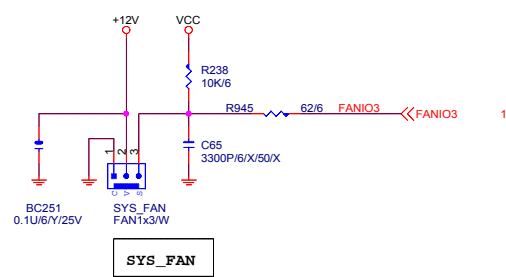 +12V
VCC
R238
10K/6
R945
62/6
FANIO3
FANIO3
1
C65
3300P/6/X/50/X
1
2
3
C
V
S
BC251
0.1U/6/Y/25V
SYS_FAN
FAN1x3/W
SYS_FAN